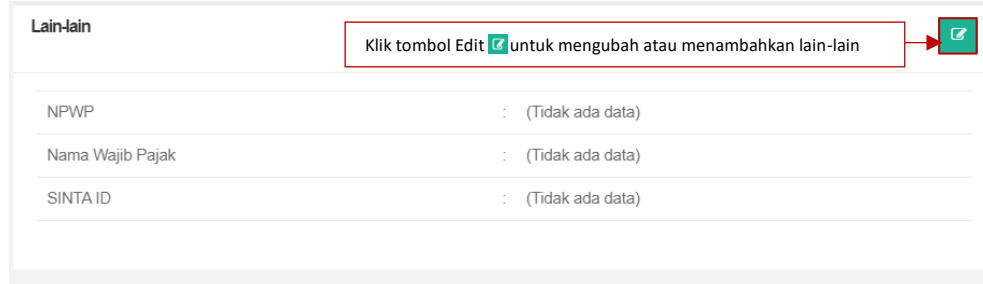 Lain-lain
Klik tombol Edit untuk mengubah atau menambahkan lain-lain
NPWP : (Tidak ada data)
Nama Wajib Pajak : (Tidak ada data)
SINTA ID : (Tidak ada data)